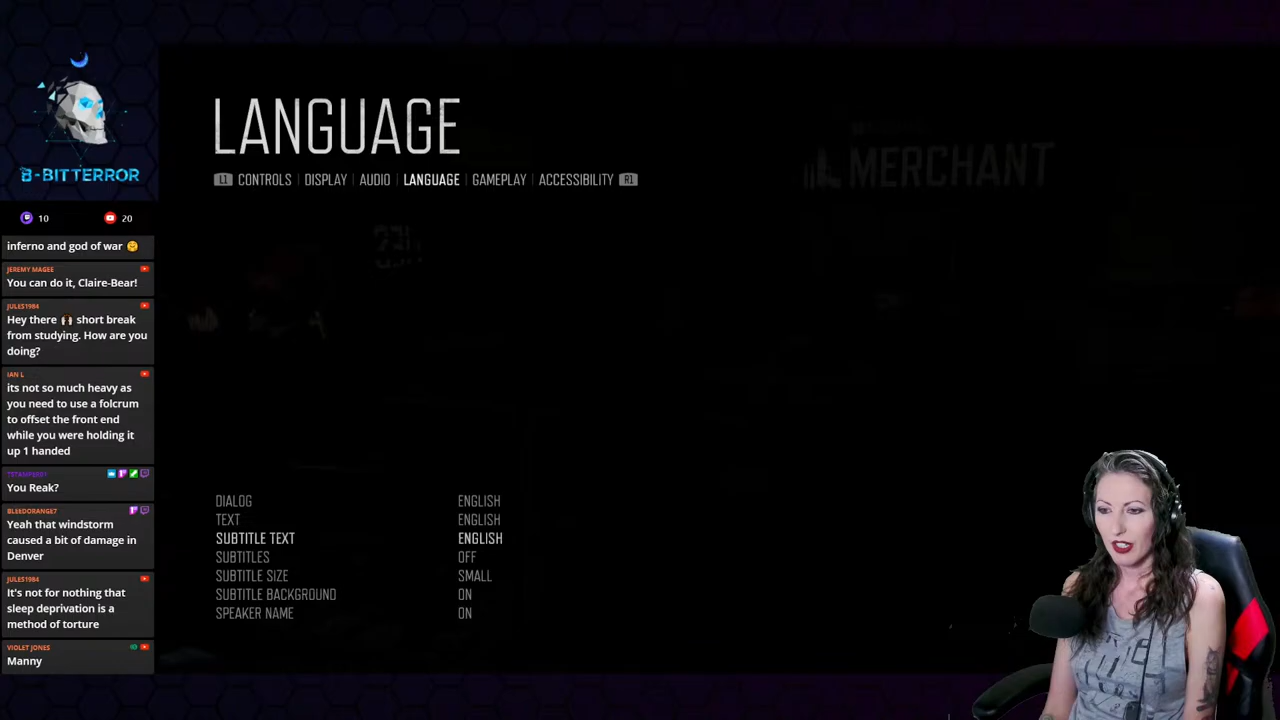 8-BITTERROR
10 20
inferno and god of war
JEREMY MAGEE
You can do it, Claire-Bear!
JULES1984
Hey there short break
from studying. How are you
doing?
IAN L
its not so much heavy as
you need to use a folcrum
to offset the front end
while you were holding it
up 1 handed
You Reak?
BLEEDORANGE7
Yeah that windstorm
caused a bit of damage in
Denver
JULES1984
It's not for nothing that
sleep deprivation is a
method of torture
VIOLET JONES
Manny
LANGUAGE
L1 CONTROLS | DISPLAY | AUDIO | LANGUAGE | GAMEPLAY | ACCESSIBILITY R1
MERCHANT
DIALOG ENGLISH
TEXT ENGLISH
SUBTITLE TEXT ENGLISH
SUBTITLES OFF
SUBTITLE SIZE SMALL
SUBTITLE BACKGROUND ON
SPEAKER NAME ON